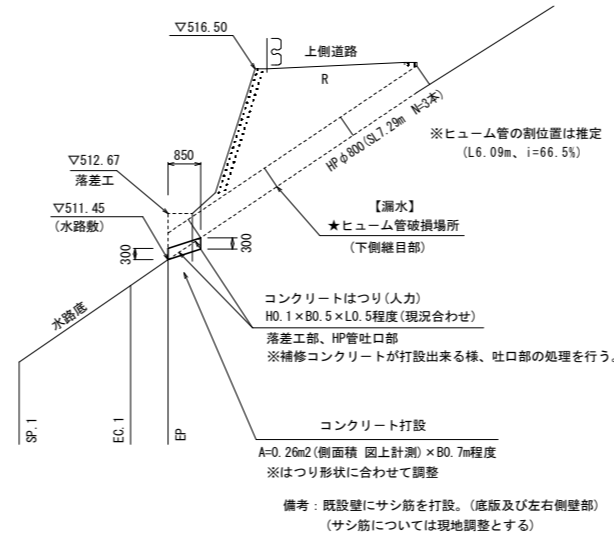 ▽516.50
上側道路
R
HPφ800(SL7.29m N=3本)
※ヒューム管の割位置は推定
(L6.09m、i=66.5%)
▽512.67
落差工
850
▽511.45
(水路敷)
【漏水】
★ヒューム管破損場所
(下側継目部)
300
300
コンクリートはつり(人力)
H0.1×B0.5×L0.5程度(現況合わせ)
落差工部、HP管吐口部
※補修コンクリートが打設出来る様、吐口部の処理を行う。
水路底
SP.1
EC.1
EP
コンクリート打設
A=0.26m2(側面積 図上計測)×B0.7m程度
※はつり形状に合わせて調整
備考：既設壁にサシ筋を打設。(底版及び左右側壁部)
(サシ筋については現地調整とする)